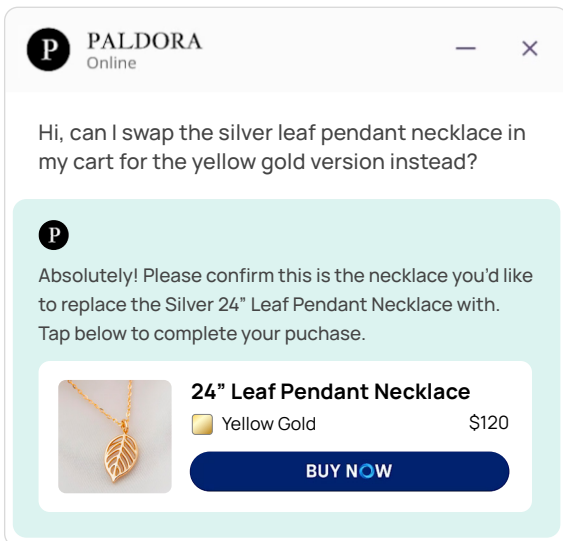 P
PALDORA
Online
Hi, can I swap the silver leaf pendant necklace in
my cart for the yellow gold version instead?
P
Absolutely! Please confirm this is the necklace you’d like
to replace the Silver 24” Leaf Pendant Necklace with.
Tap below to complete your puchase.
24” Leaf Pendant Necklace
Yellow Gold $120
BUY NOW